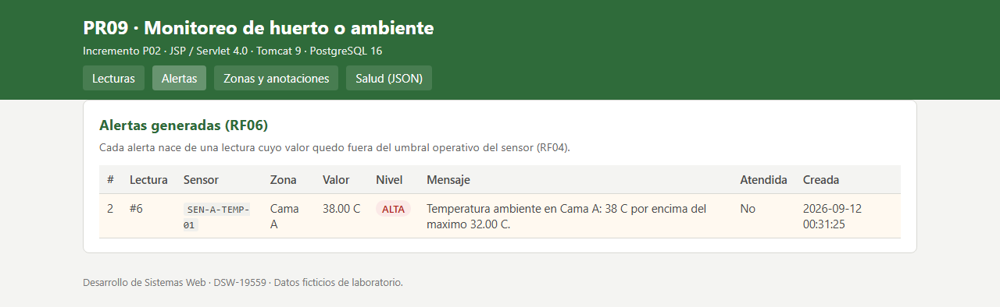 PR09 · Monitoreo de huerto o ambiente
Incremento P02 · JSP / Servlet 4.0 · Tomcat 9 · PostgreSQL 16
Lecturas Alertas Zonas y anotaciones Salud (JSON)
Alertas generadas (RF06)
Cada alerta nace de una lectura cuyo valor quedo fuera del umbral operativo del sensor (RF04).
# Lectura Sensor Zona Valor Nivel Mensaje Atendida Creada
2 #6 SEN-A-TEMP- Cama 38.00 C ALTA Temperatura ambiente en Cama A: 38 C por encima del No 2026-09-12
01 A maximo 32.00 C. 00:31:25
Desarrollo de Sistemas Web · DSW-19559 · Datos ficticios de laboratorio.